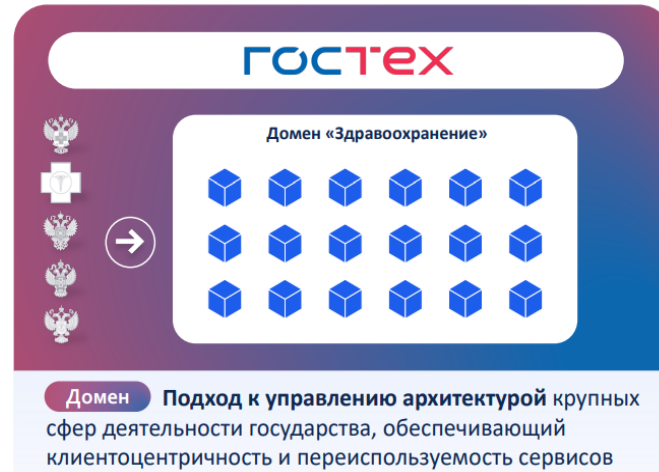 гостех
Домен «Здравоохранение»
Домен Подход к управлению архитектурой крупных
сфер деятельности государства, обеспечивающий
клиентоцентричность и переиспользуемость сервисов